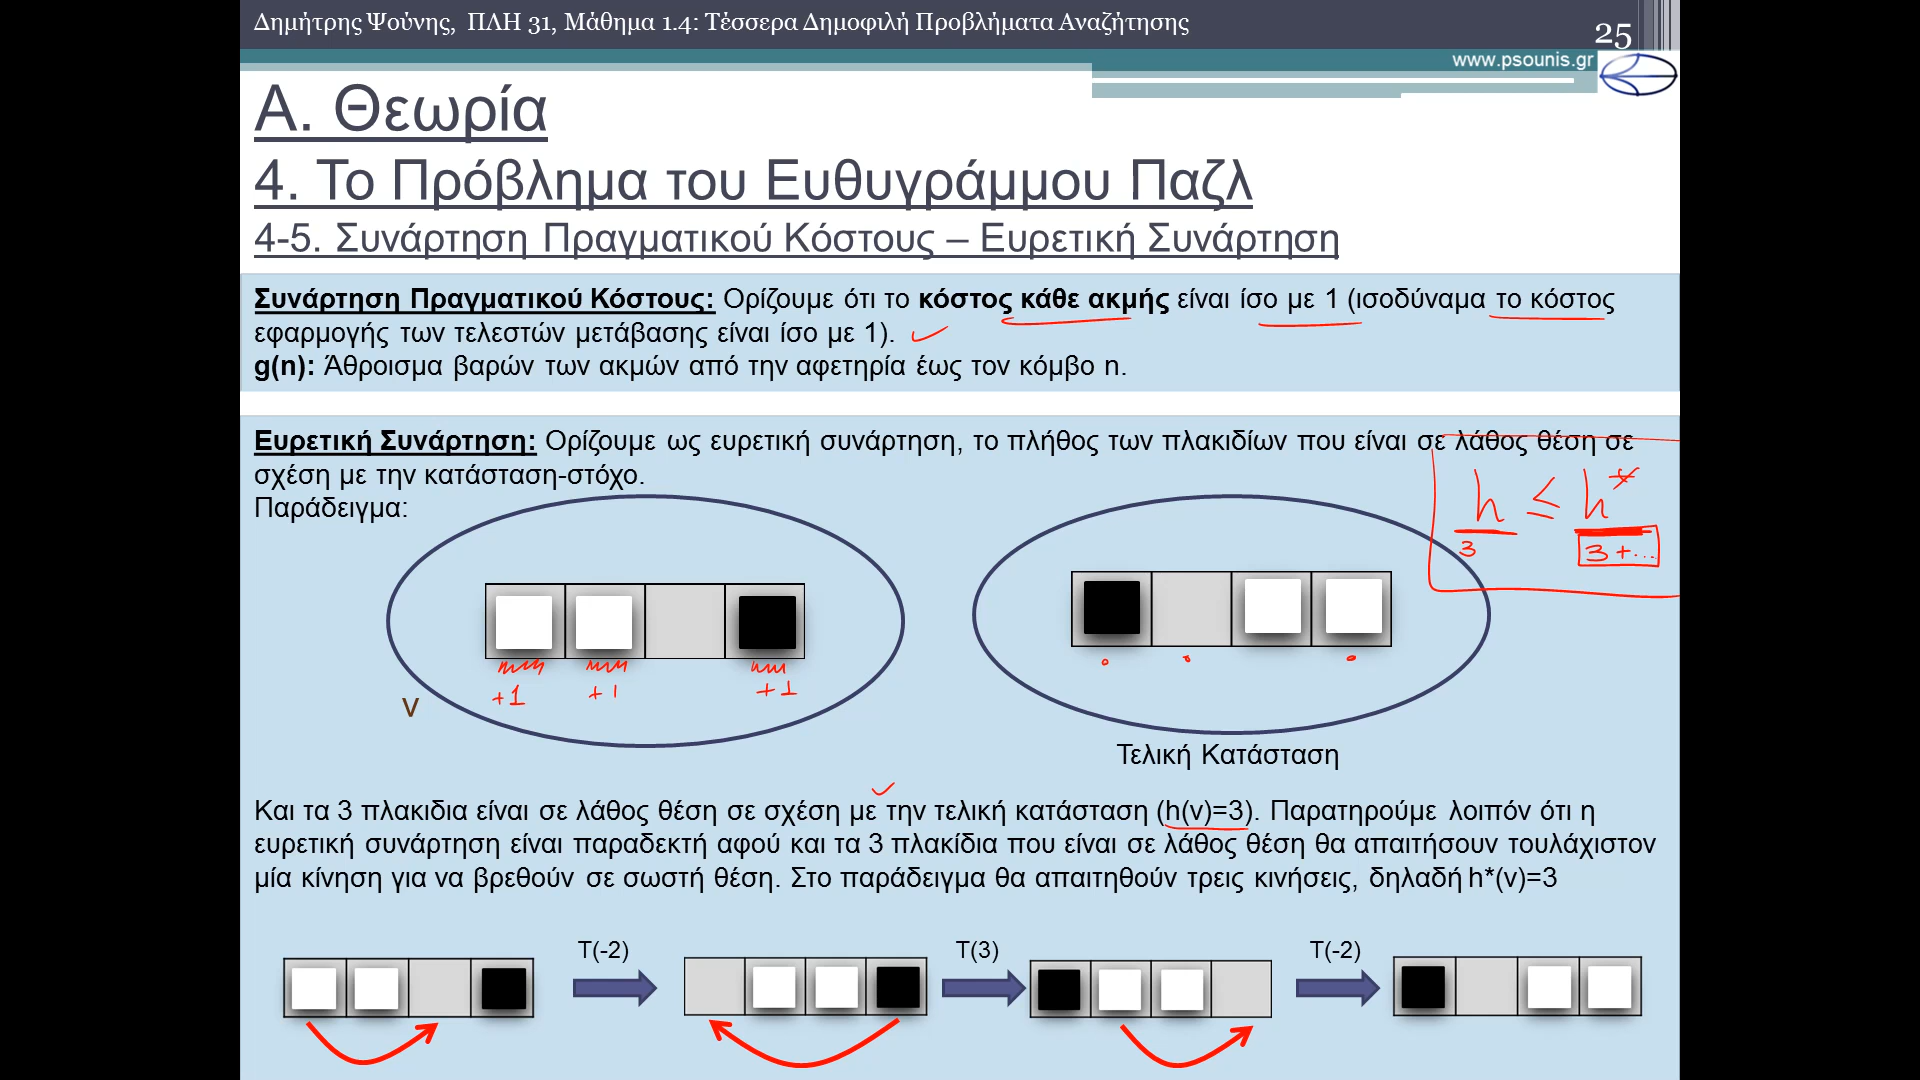 Δημήτρης Ψούνης, ΠΛΗ 31, Μάθημα 1.4: Τέσσερα Δημοφιλή Προβλήματα Αναζήτησης
25
www.psounis.gr
Α. Θεωρία
4. Το Πρόβλημα του Ευθυγράμμου Παζλ
4-5. Συνάρτηση Πραγματικού Κόστους – Ευρετική Συνάρτηση
Συνάρτηση Πραγματικού Κόστους: Ορίζουμε ότι το κόστος κάθε ακμής είναι ίσο με 1 (ισοδύναμα το κόστος
εφαρμογής των τελεστών μετάβασης είναι ίσο με 1).
g(n): Άθροισμα βαρών των ακμών από την αφετηρία έως τον κόμβο n.
Ευρετική Συνάρτηση: Ορίζουμε ως ευρετική συνάρτηση, το πλήθος των πλακιδίων που είναι σε λάθος θέση σε
σχέση με την κατάσταση-στόχο.
Παράδειγμα:
h ≤ h*
3 3+...
+1 +1 +1
v
Τελική Κατάσταση
Και τα 3 πλακιδια είναι σε λάθος θέση σε σχέση με την τελική κατάσταση (h(v)=3). Παρατηρούμε λοιπόν ότι η
ευρετική συνάρτηση είναι παραδεκτή αφού και τα 3 πλακίδια που είναι σε λάθος θέση θα απαιτήσουν τουλάχιστον
μία κίνηση για να βρεθούν σε σωστή θέση. Στο παράδειγμα θα απαιτηθούν τρεις κινήσεις, δηλαδή h*(v)=3
T(-2) T(3) T(-2)